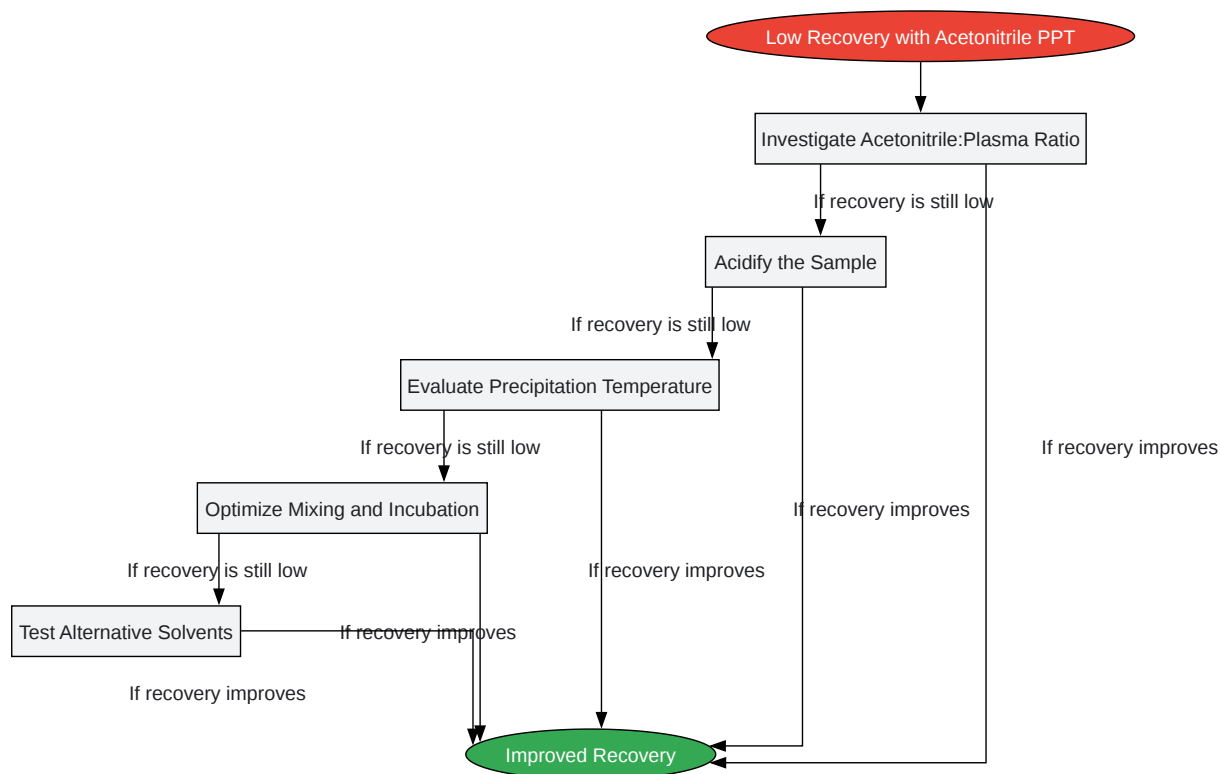 Low Recovery with Acetonitrile PPT
Investigate Acetonitrile:Plasma Ratio
If recovery is still low
Acidify the Sample
If recovery is still low
Evaluate Precipitation Temperature
If recovery is still low
If recovery improves
Optimize Mixing and Incubation
If recovery improves
If recovery is still low
If recovery improves
Test Alternative Solvents
If recovery improves
If recovery improves
Improved Recovery